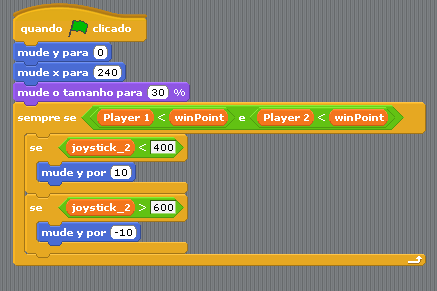 quando clicado
mude y para 0
mude x para 240
mude o tamanho para 30 %
sempre se Player 1 < winPoint e Player 2 < winPoint
se joystick_2 < 400
mude y por 10
se joystick_2 > 600
mude y por -10